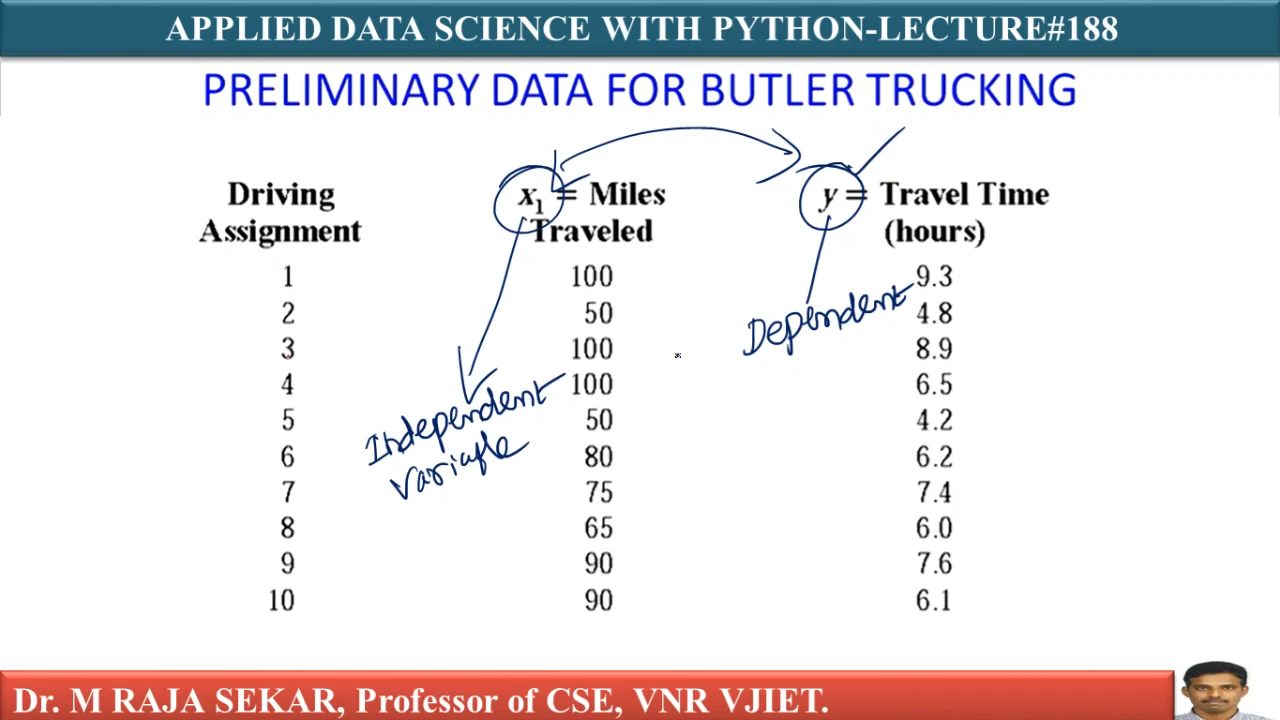 APPLIED DATA SCIENCE WITH PYTHON-LECTURE#188
PRELIMINARY DATA FOR BUTLER TRUCKING
Driving Assignment
x₁ = Miles Traveled
y = Travel Time (hours)
1 100 9.3
2 50 4.8
3 100 8.9
4 100 6.5
5 50 4.2
6 80 6.2
7 75 7.4
8 65 6.0
9 90 7.6
10 90 6.1
Dependent
Independent
Variable
Dr. M RAJA SEKAR, Professor of CSE, VNR VJIET.